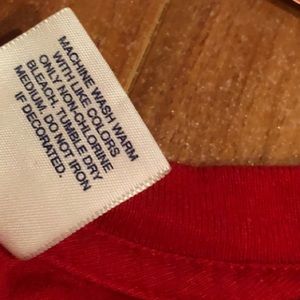 MACHINE WASH WARM
WITH LIKE COLORS
ONLY NON-CHLORINE
BLEACH. TUMBLE DRY
MEDIUM. DO NOT IRON
IF DECORATED.